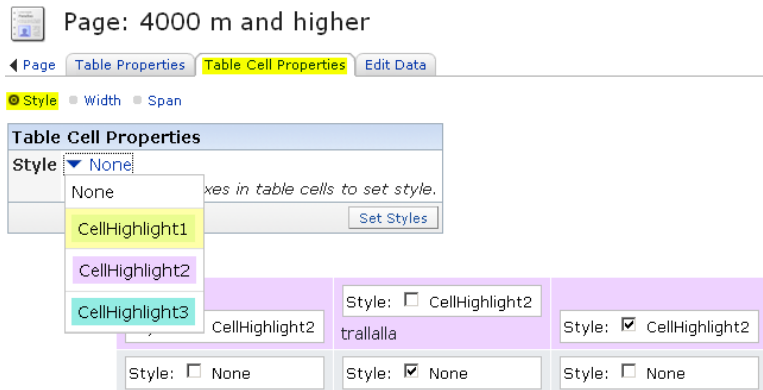 Page: 4000 m and higher
Page Table Properties Table Cell Properties Edit Data
Style Width Span
Table Cell Properties
Style None
None
xes in table cells to set style.
CellHighlight1
Set Styles
CellHighlight2
CellHighlight3
Style: CellHighlight2
CellHighlight2
trallalla
Style: CellHighlight2
Style: None
Style: None
Style: None